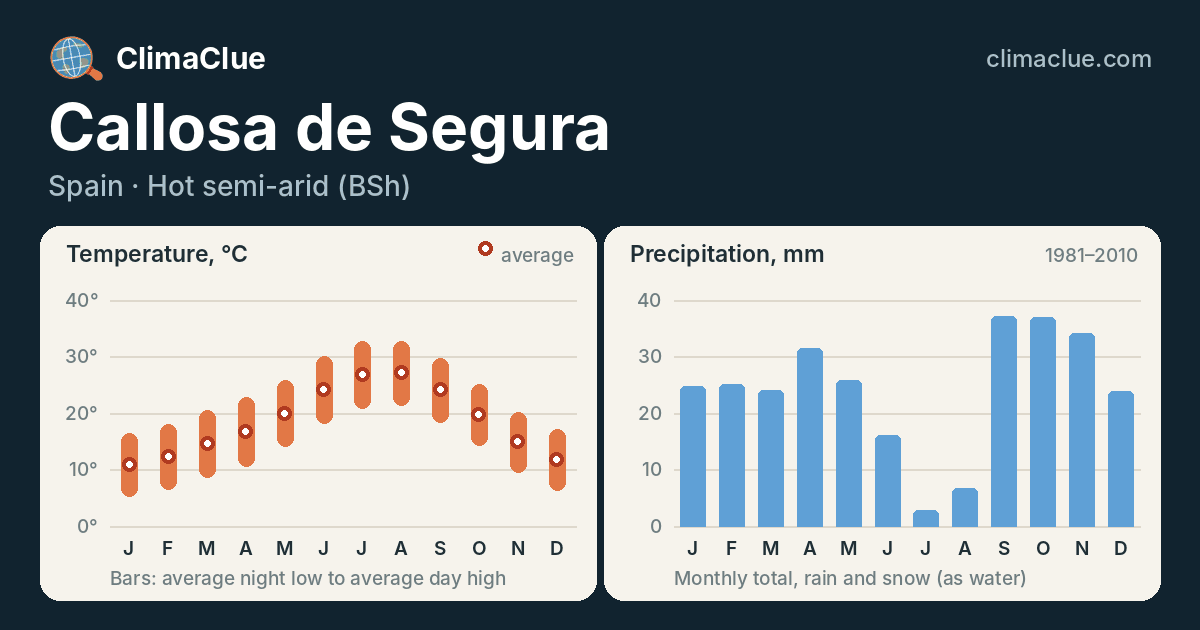 ClimaClue
climaclue.com
Callosa de Segura
Spain · Hot semi-arid (BSh)
Temperature, °C
average
40°
30°
20°
10°
0°
J F M A M J J A S O N D
Bars: average night low to average day high
Precipitation, mm
1981–2010
40
30
20
10
0
J F M A M J J A S O N D
Monthly total, rain and snow (as water)